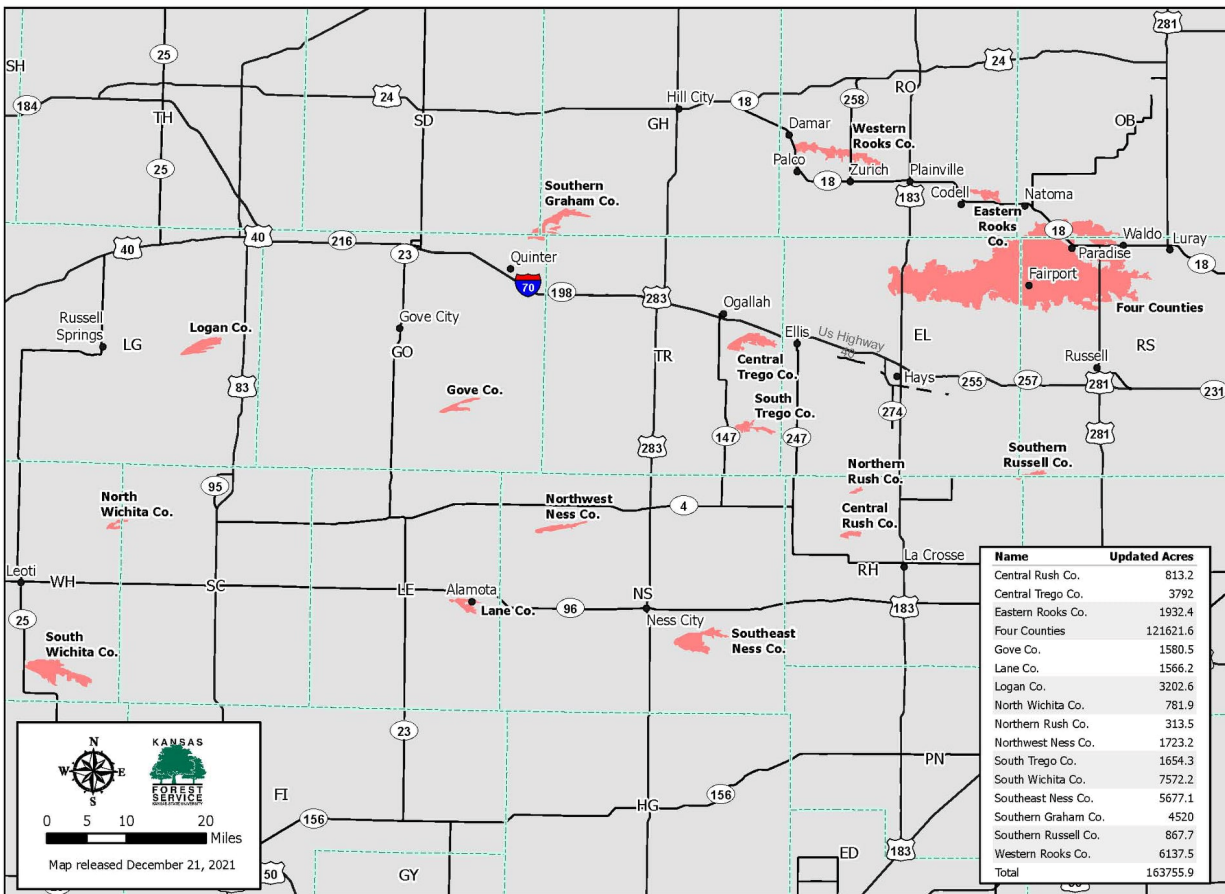 281
25
SH
24
24
184
Hill City
18
258
RO
TH
SD
GH
Damar
Western
Rooks Co.
OB
Palco
25
18
Zurich
Plainville
Southern
Graham Co.
183
Codell
Natoma
Eastern
Rooks
Co.
40
40
216
23
18
Waldo
Luray
Paradise
18
Quinter
70
198
283
Fairport
Four Counties
Ogallah
Russell
Springs
Logan Co.
Gove City
Ellis
Us Highway
40
EL
LG
GO
TR
Central
Trego Co.
Russell
RS
83
Gove Co.
Hays
255
257
281
231
South
Trego Co.
274
283
147
247
281
Southern
Russell Co.
Northern
Rush Co.
95
North
Wichita Co.
Northwest
Ness Co.
4
Central
Rush Co.
Leoti
WH
SC
LE
Alamota
Lane Co.
96
NS
RH
La Crosse
183
25
Ness City
South
Wichita Co.
Southeast
Ness Co.
23
PN
FI
HG
156
156
183
50
GY
ED
N
W E
S
KANSAS
FOREST
SERVICE
KANSAS STATE UNIVERSITY
0 5 10 20
Miles
Map released December 21, 2021
Name Updated Acres
Central Rush Co. 813.2
Central Trego Co. 3792
Eastern Rooks Co. 1932.4
Four Counties 121621.6
Gove Co. 1580.5
Lane Co. 1566.2
Logan Co. 3202.6
North Wichita Co. 781.9
Northern Rush Co. 313.5
Northwest Ness Co. 1723.2
South Trego Co. 1654.3
South Wichita Co. 7572.2
Southeast Ness Co. 5677.1
Southern Graham Co. 4520
Southern Russell Co. 867.7
Western Rooks Co. 6137.5
Total 163755.9